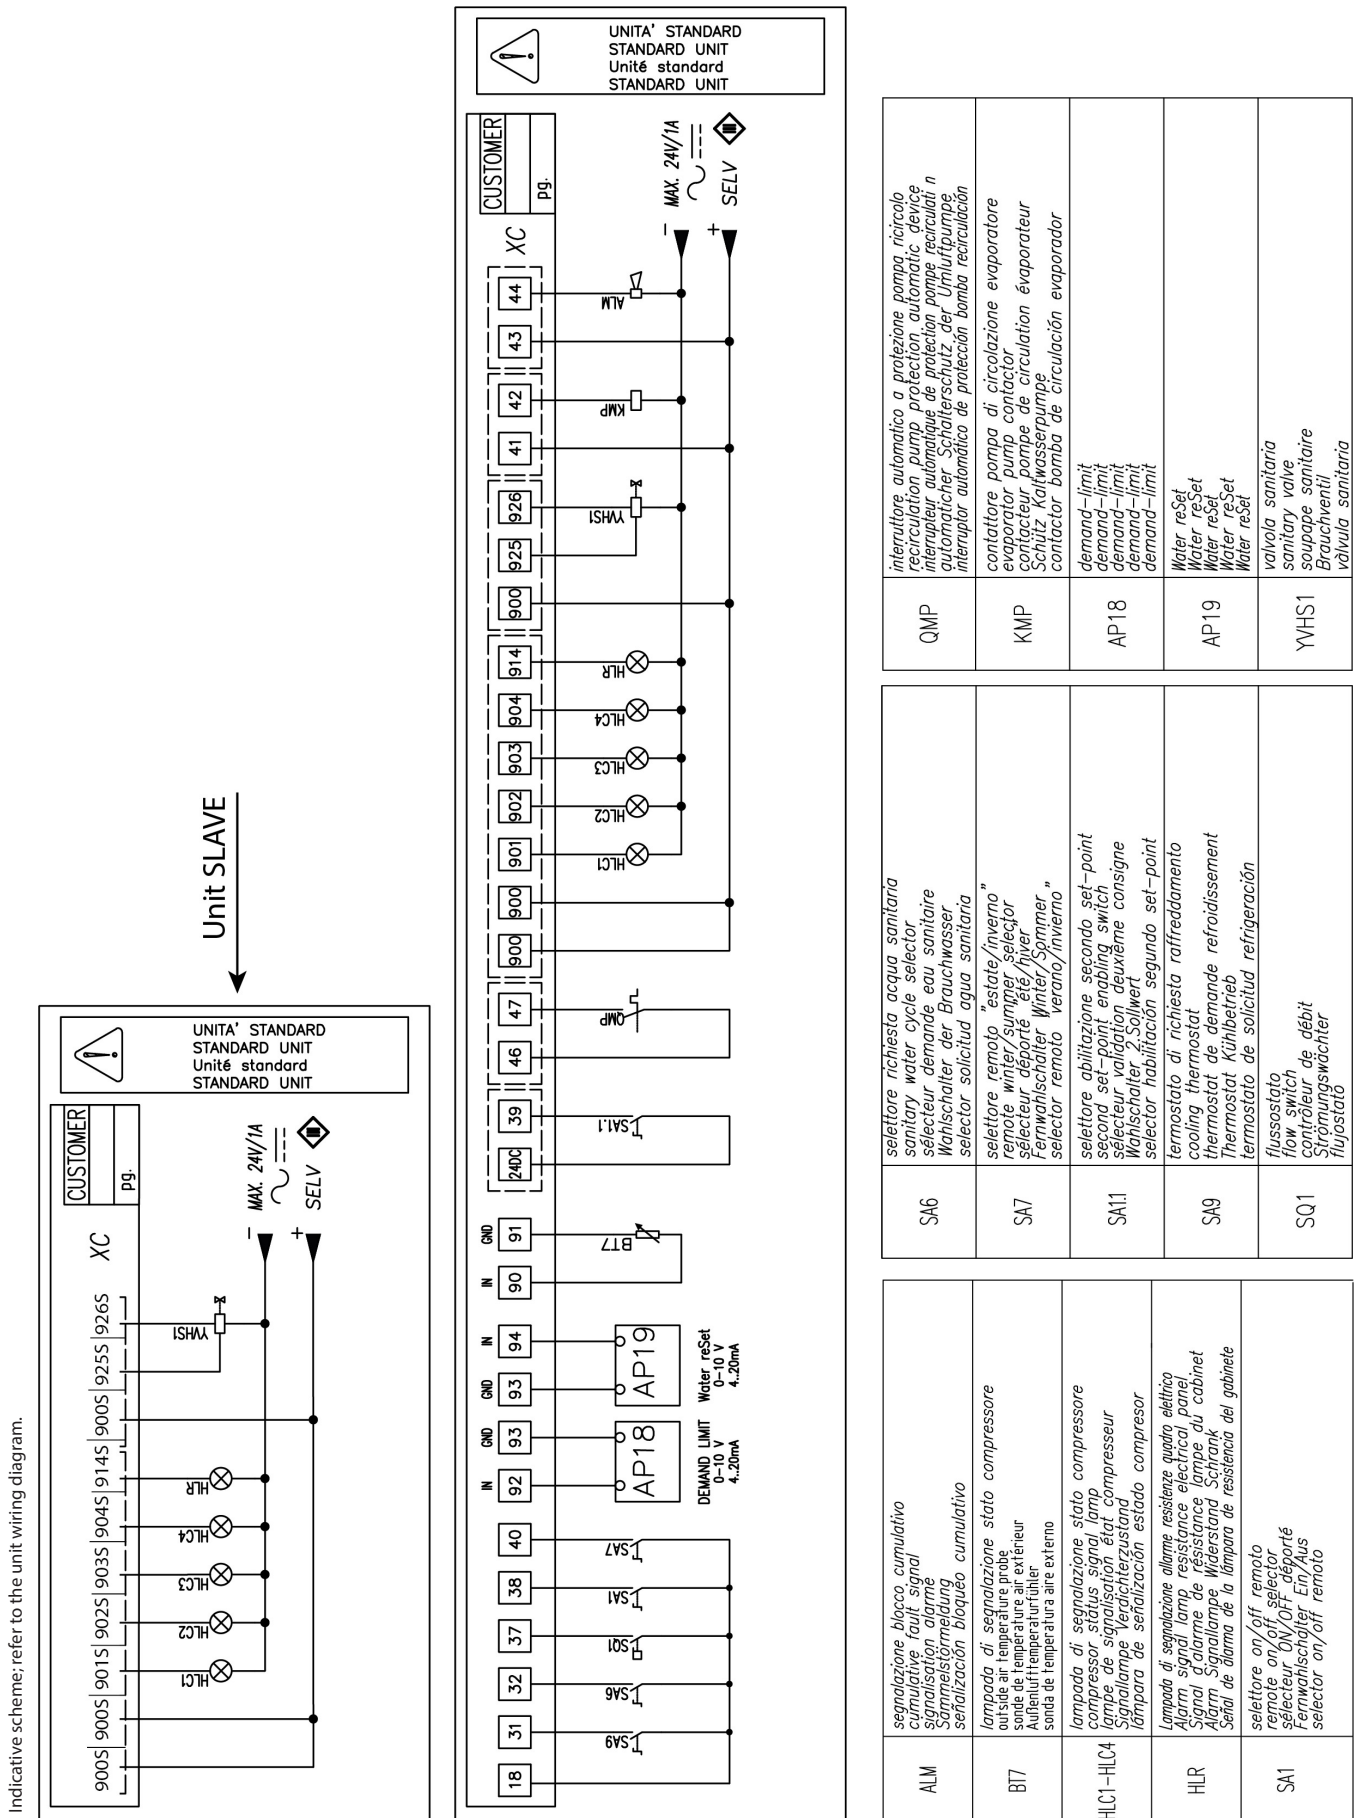 Indicative scheme; refer to the unit wiring diagram.
Unit SLAVE
UNITA' STANDARD
STANDARD UNIT
Unité standard
STANDARD UNIT
CUSTOMER
pg.
XC
900S
900S
901S
902S
903S
904S
914S
900S
925S
926S
HLC1
HLC2
HLC3
HLC4
HLR
YVHS1
− MAX. 24V/1A
+ SELV
III
UNITA' STANDARD
STANDARD UNIT
Unité standard
STANDARD UNIT
CUSTOMER
pg.
XC
18
31
32
37
38
40
IN
92
GND
93
GND
93
IN
94
IN
90
GND
91
24DC
39
46
47
900
900
901
902
903
904
914
900
925
926
41
42
43
44
SA9
SA6
SQ1
SA1
SA7
AP18
DEMAND LIMIT
0−10 V
4..20mA
AP19
Water reSet
0−10 V
4..20mA
BT7
SA1.1
QMP
HLC1
HLC2
HLC3
HLC4
HLR
YVHS1
KMP
ALM
− MAX. 24V/1A
+ SELV
III
ALM
segnalazione blocco cumulativo
cumulative fault signal
signalisation alarme
Sammelstörmeldung
señalización bloquéo cumulativo
BT7
lampada di segnalazione stato compressore
outside air temperature probe
sonde de temperature air extérieur
Außenlufttemperaturfühler
sonda de temperatura aire externo
HLC1−HLC4
lampada di segnalazione stato compressore
compressor status signal lamp
lampe de signalisation état compresseur
Signallampe Verdichterzustand
lámpara de señalización estado compresor
HLR
Lampada di segnalazione allarme resistenze quadro elettrico
Alarm signal lamp resistance electrical panel
Signal d'alarme de résistance lampe du cabinet
Alarm Signallampe Widerstand Schrank
Señal de alarma de la lámpara de resistencia del gabinete
SA1
selettore on/off remoto
remote on/off selector
sélecteur ON/OFF déporté
Fernwahlschalter En/Aus
selector on/off remoto
SA6
selettore richiesta acqua sanitaria
sanitary water cycle selector
sélecteur demande eau sanitaire
Wahlschalter der Brauchwasser
selector solicitud agua sanitaria
SA7
selettore remoto "estate/inverno"
remote winter/summer selector
sélecteur déporté "été/hiver
Fernwahlschalter Winter/Sommer "
selector remoto verano/invierno"
SA1.1
selettore abilitazione secondo set−point
second set−point enabling switch
sélecteur validation deuxième consigne
Wahlschalter 2.Sollwert
selector habilitación segundo set−point
SA9
termostato di richiesta raffreddamento
cooling thermostat
thermostat de demande refroidissement
Thermostat Kühlbetrieb
termostato de solicitud refrigeración
SQ1
flussostato
flow switch
contrôleur de débit
Stromungswächter
flujostato
QMP
interruttore automatico a protezione pompa ricircolo
recirculation pump protection automatic device
interrupteur automatique de protection pompe recirculati n
automaticher Schalterschutz der Umluftpumpe
interruptor automático de protección bomba recirculación
KMP
contattore pompa di circolazione evaporatore
evaporator pump contactor
contacteur pompe de circulation évaporateur
Schütz Kaltwasserpumpe
contactor bomba de circulación evaporador
AP18
demand−limit
demand−limit
demand−limit
demand−limit
demand−limit
AP19
Water reSet
Water reSet
Water reSet
Water reSet
Water reSet
YVHS1
valvola sanitaria
sanitary valve
soupape sanitaire
Brauchventil
válvula sanitaria